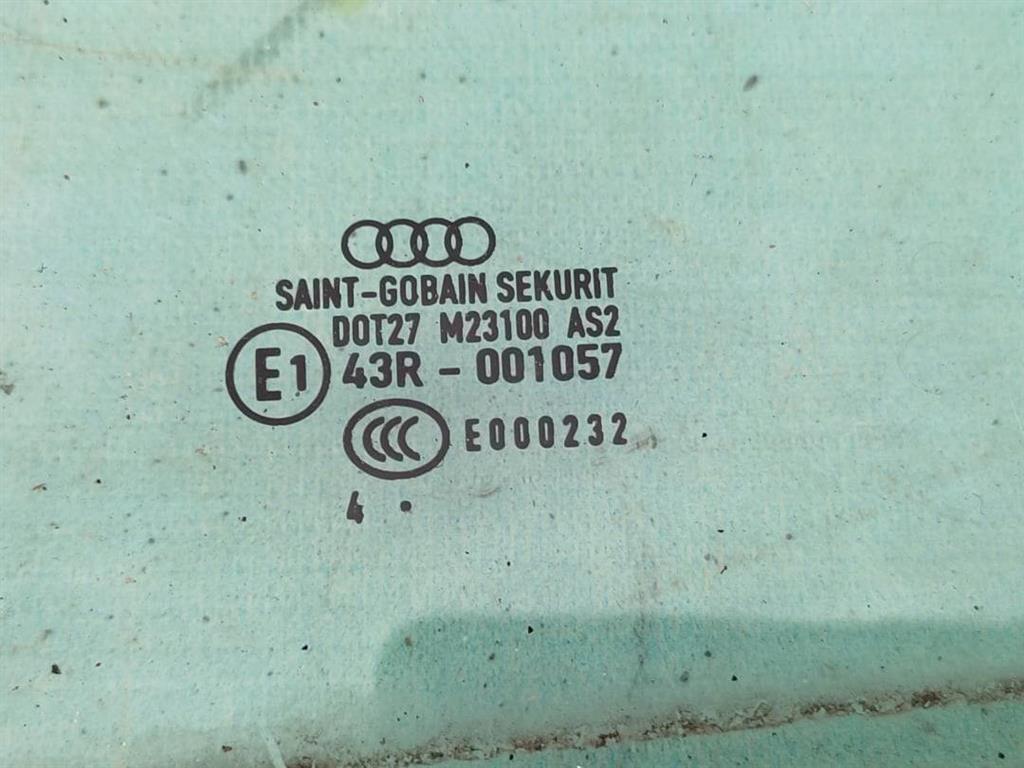 SAINT-GOBAIN SEKURIT
DOT27 M23100 AS2
E1 43R - 001057
CCC E000232
4 .